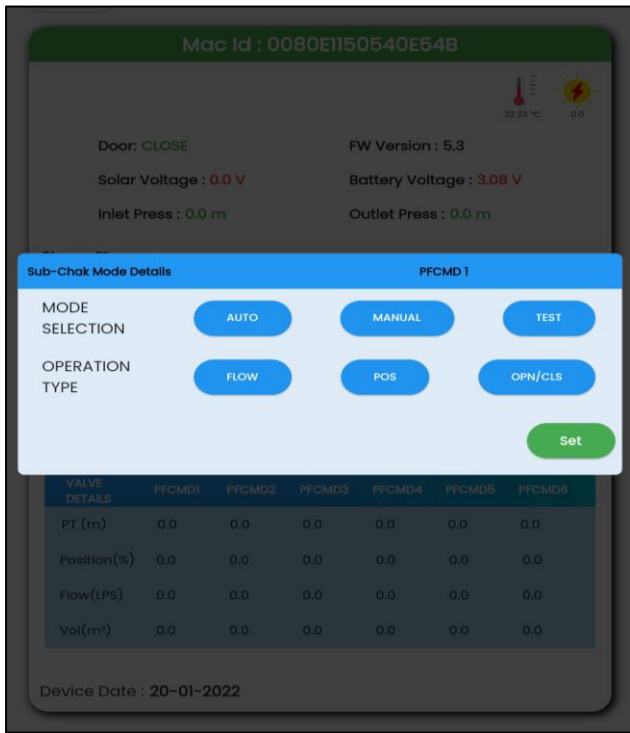 Mac Id : 0080E1150540E54B
32.33 °C 0.0
Door: CLOSE FW Version : 5.3
Solar Voltage : 0.0 V Battery Voltage : 3.08 V
Inlet Press : 0.0 m Outlet Press : 0.0 m
Sub-Chak Mode Details PFCMD 1
MODE SELECTION AUTO MANUAL TEST
OPERATION TYPE FLOW POS OPN/CLS
Set
VALVE DETAILS PFCMD1 PFCMD2 PFCMD3 PFCMD4 PFCMD5 PFCMD6
PT (m) 0.0 0.0 0.0 0.0 0.0 0.0
Position(%) 0.0 0.0 0.0 0.0 0.0 0.0
Flow(LPS) 0.0 0.0 0.0 0.0 0.0 0.0
Vol(m³) 0.0 0.0 0.0 0.0 0.0 0.0
Device Date : 20-01-2022